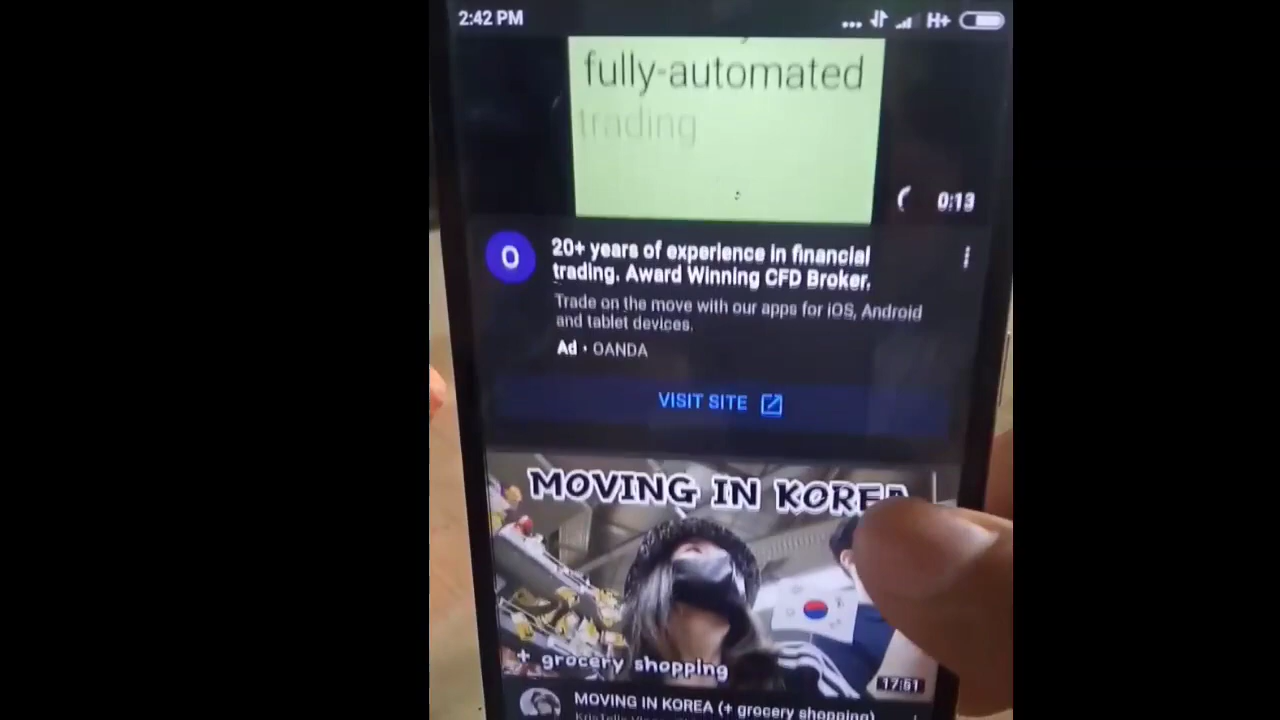 2:42 PM
H+
fully-automated
trading
0:13
O
20+ years of experience in financial
trading. Award Winning CFD Broker.
Trade on the move with our apps for iOS, Android
and tablet devices.
Ad • OANDA
VISIT SITE
MOVING IN KOREA
+ grocery shopping
17:51
MOVING IN KOREA (+ grocery shopping)